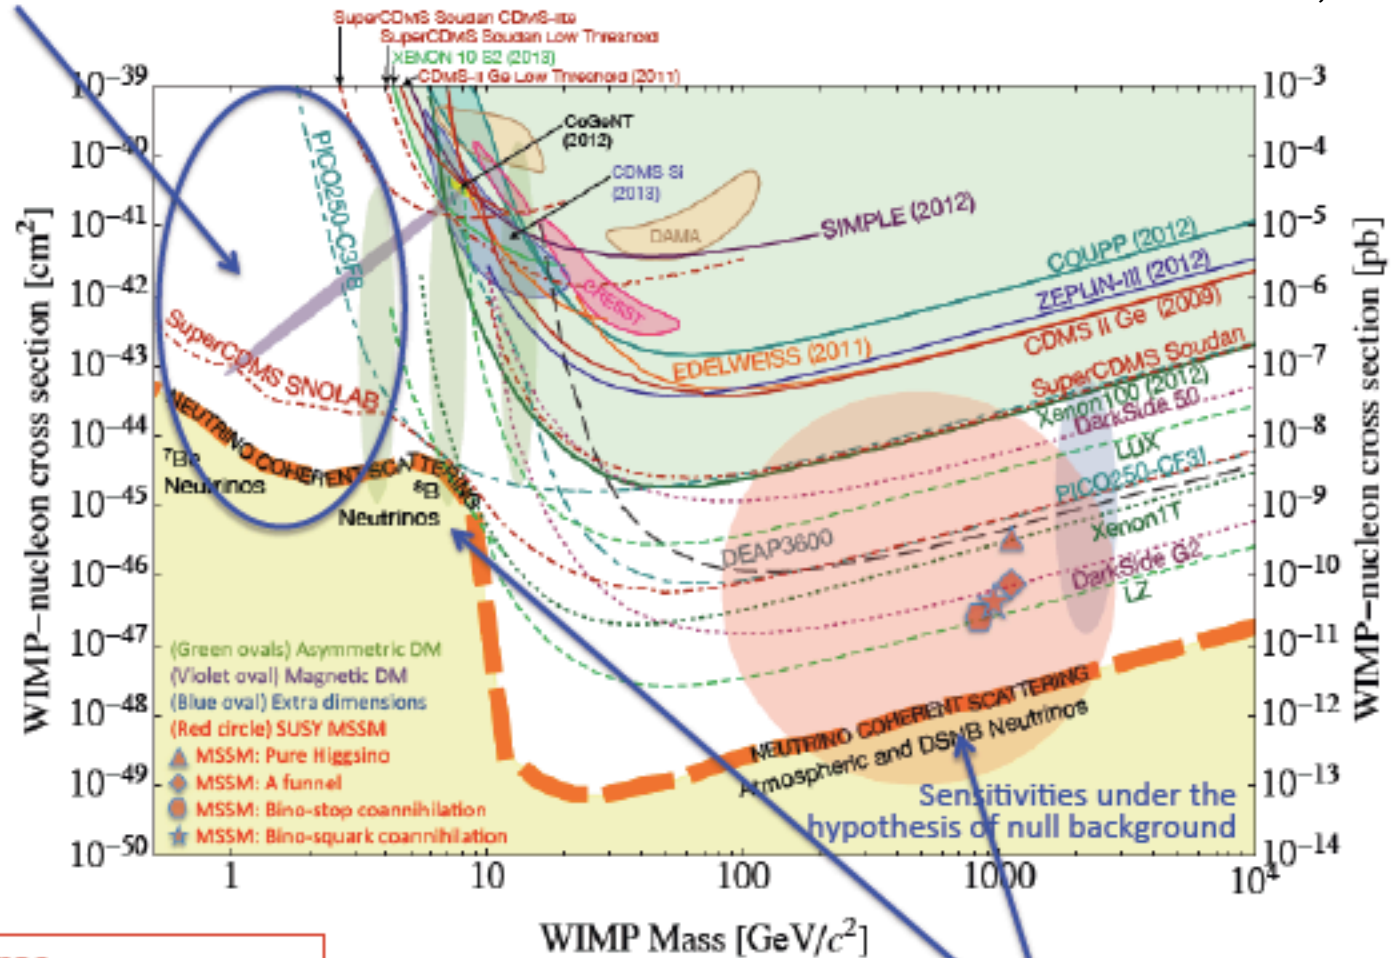 SuperCDMS Soudan CDMS-lite
SuperCDMS Soudan Low Threshold
XENON 10 S2 (2013)
CDMS-II Ge Low Threshold (2011)
10−39
10−40
10−41
10−42
10−43
10−44
10−45
10−46
10−47
10−48
10−49
10−50
WIMP−nucleon cross section [cm2]
10−3
10−4
10−5
10−6
10−7
10−8
10−9
10−10
10−11
10−12
10−13
10−14
WIMP−nucleon cross section [pb]
CoGeNT
(2012)
CDMS Si
(2013)
PICO250-C3F8
DAMA
SIMPLE (2012)
COUPP (2012)
ZEPLIN-III (2012)
CRESST
CDMS II Ge (2009)
EDELWEISS (2011)
SuperCDMS SNOLAB
SuperCDMS Soudan
Xenon100 (2012)
DarkSide 50
LUX
PICO250-CF3I
NEUTRINO COHERENT SCATTERING
7Be
Neutrinos
8B
Neutrinos
Xenon1T
DEAP3600
DarkSide G2
LZ
(Green ovals) Asymmetric DM
(Violet oval) Magnetic DM
(Blue oval) Extra dimensions
(Red circle) SUSY MSSM
MSSM: Pure Higgsino
MSSM: A funnel
MSSM: Bino-stop coannihilation
MSSM: Bino-squark coannihilation
NEUTRINO COHERENT SCATTERING
Atmospheric and DSNB Neutrinos
Sensitivities under the
hypothesis of null background
1
10
100
1000
104
WIMP Mass [GeV/c2]